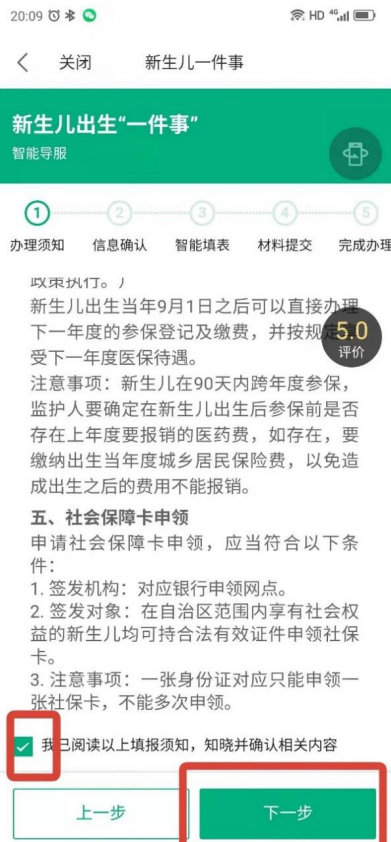 20:09 HD 4G
关闭 新生儿一件事
新生儿出生“一件事”
智能导服
1 2 3 4 5
办理须知 信息确认 智能填表 材料提交 完成办理
政策执行。）
新生儿出生当年9月1日之后可以直接办理
下一年度的参保登记及缴费，并按规定
受下一年度医保待遇。
5.0
评价
注意事项：新生儿在90天内跨年度参保，
监护人要确定在新生儿出生后参保前是否
存在上年度要报销的医药费，如存在，要
缴纳出生当年度城乡居民保险费，以免造
成出生之后的费用不能报销。
五、社会保障卡申领
申请社会保障卡申领，应当符合以下条
件：
1. 签发机构：对应银行申领网点。
2. 签发对象：在自治区范围内享有社会权
益的新生儿均可持合法有效证件申领社保
卡。
3. 注意事项：一张身份证对应只能申领一
张社保卡，不能多次申领。
我已阅读以上填报须知，知晓并确认相关内容
上一步 下一步